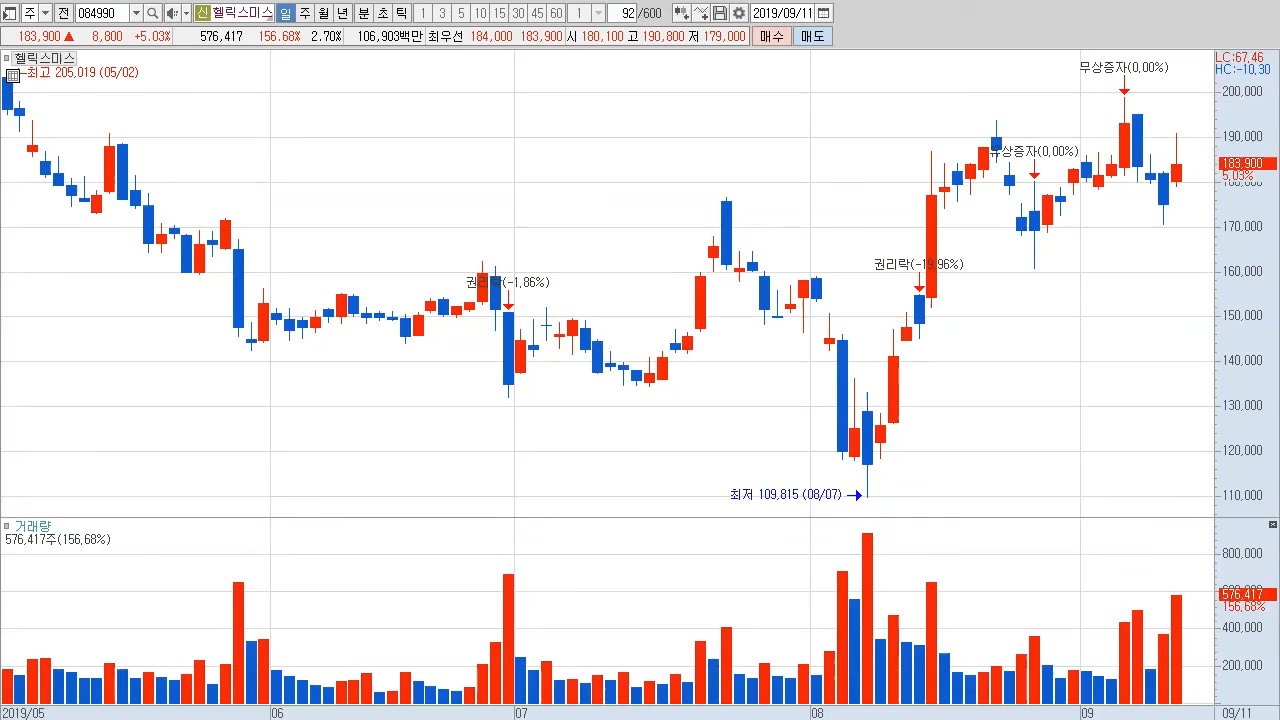 주 전 084990 신 헬릭스미스 일 주 월 년 분 초 틱 1 3 5 10 15 30 45 60 1 92 /600 2019/09/11
183,900 ▲ 8,800 +5.03% 576,417 156.68% 2.70% 106,903백만 최우선 184,000 183,900 시 180,100 고 190,800 저 179,000 매수 매도
헬릭스미스
최고 205,019 (05/02)
무상증자(0.00%)
유상증자(0.00%)
권리락(-19.96%)
권리락(-1.86%)
최저 109,815 (08/07)
LC:67.46
HC:-10.30
200,000
190,000
183,900
5.03%
180,000
170,000
160,000
150,000
140,000
130,000
120,000
110,000
거래량
576,417주(156.68%)
800,000
600,000
576,417
156.68%
400,000
200,000
2019/05 06 07 08 09 09/11